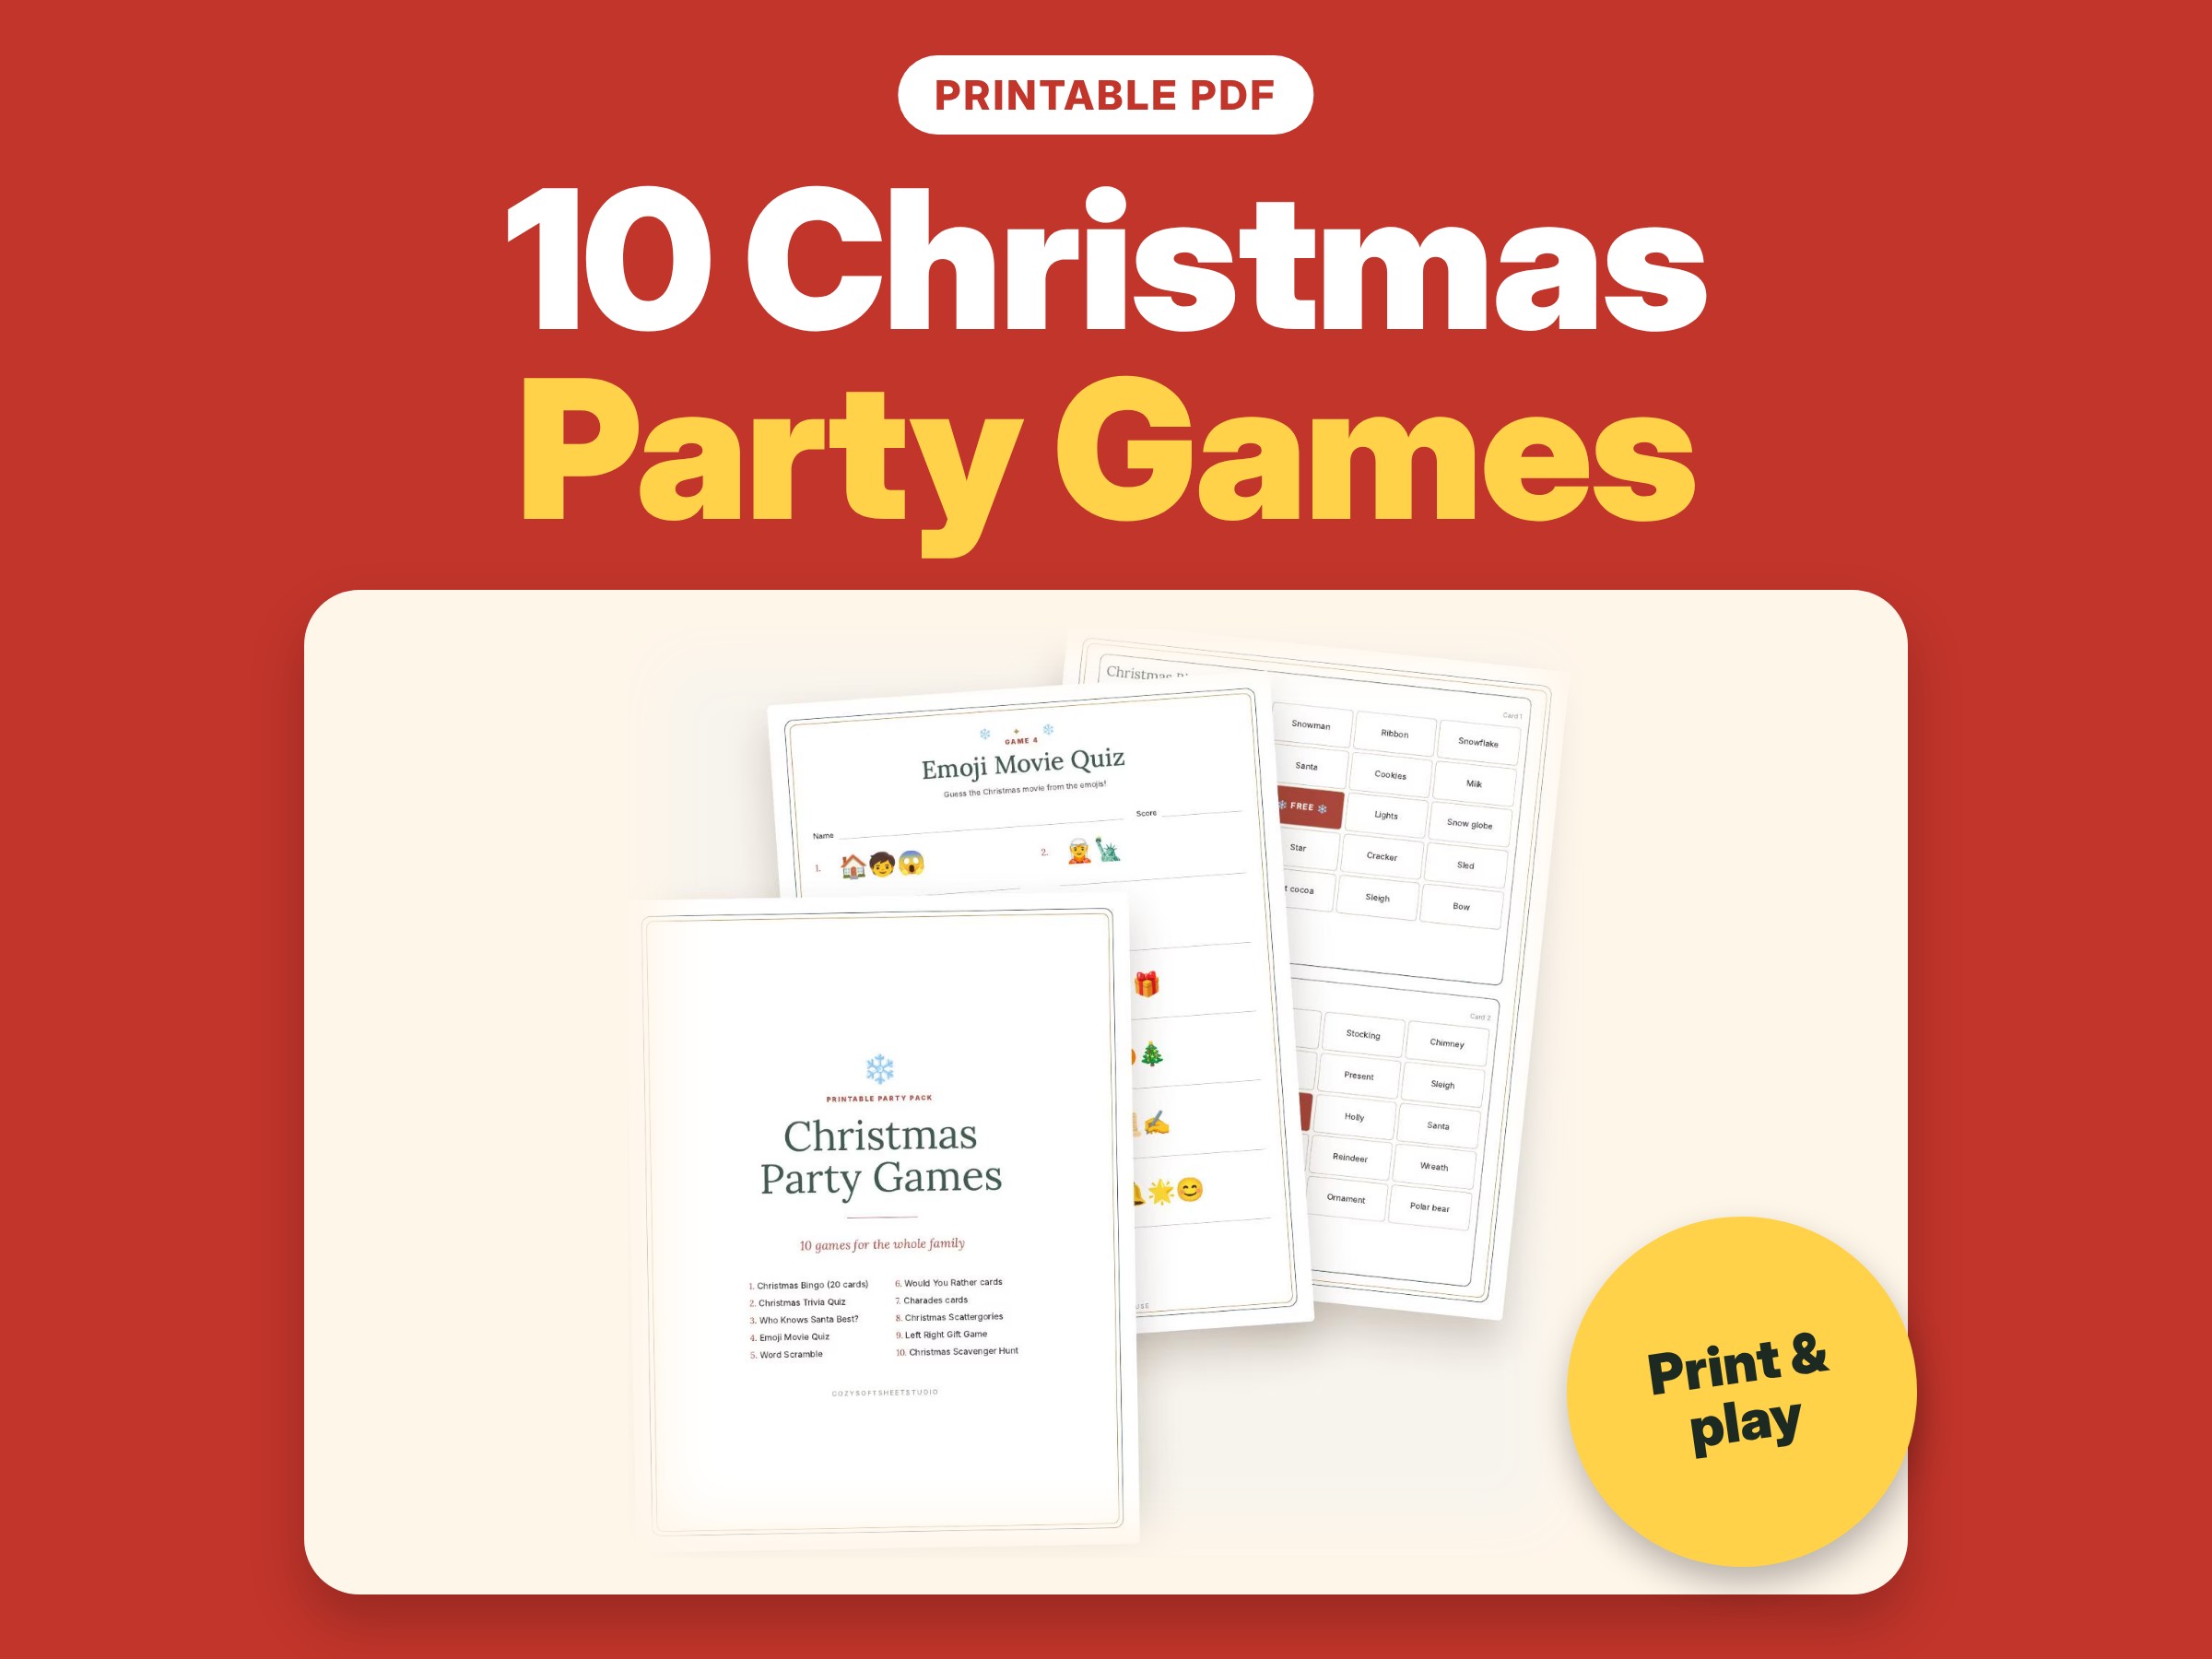 PRINTABLE PDF
10 Christmas
Party Games
Christmas
Card 1
Snowman
Ribbon
Snowflake
Santa
Cookies
Milk
❄ FREE ❄
Lights
Snow globe
Star
Cracker
Sled
cocoa
Sleigh
Bow
Card 2
Stocking
Chimney
Present
Sleigh
Holly
Santa
Reindeer
Wreath
Ornament
Polar bear
GAME 4
Emoji Movie Quiz
Guess the Christmas movie from the emojis!
Name
Score
1.
2.
PRINTABLE PARTY PACK
Christmas
Party Games
10 games for the whole family
1. Christmas Bingo (20 cards)
2. Christmas Trivia Quiz
3. Who Knows Santa Best?
4. Emoji Movie Quiz
5. Word Scramble
6. Would You Rather cards
7. Charades cards
8. Christmas Scattergories
9. Left Right Gift Game
10. Christmas Scavenger Hunt
COZYSOFTSHEETSTUDIO
Print &
play